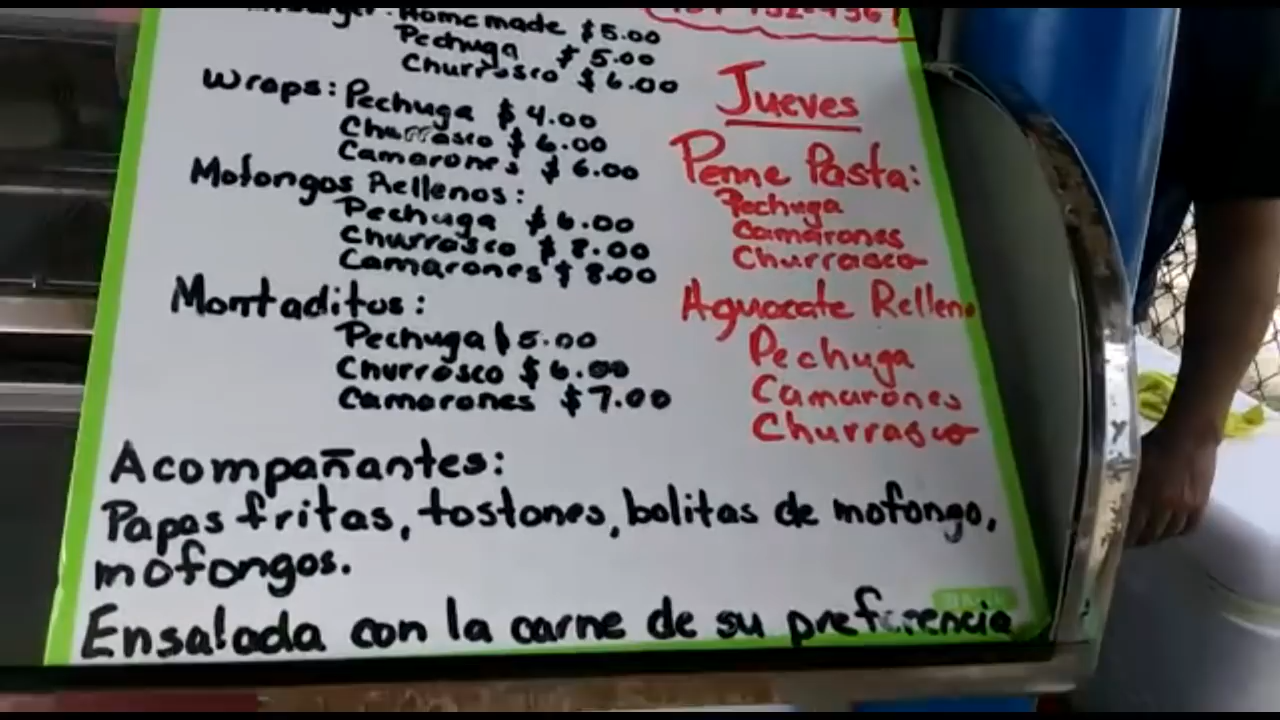 Homemade $5.00
Pechuga $5.00
Churrasco $6.00
Wraps: Pechuga $4.00
Churrasco $6.00
Camarones $6.00
Mofongos Rellenos:
Pechuga $6.00
Churrasco $8.00
Camarones $8.00
Montaditos:
Pechuga $5.00
Churrasco $6.00
Camarones $7.00
Acompañantes:
Papas fritas, tostones, bolitas de mofongo,
mofongos.
Ensalada con la carne de su preferencia
Jueves
Penne Pasta:
Pechuga
Camarones
Churrasco
Aguacate Relleno
Pechuga
Camarones
Churrasco